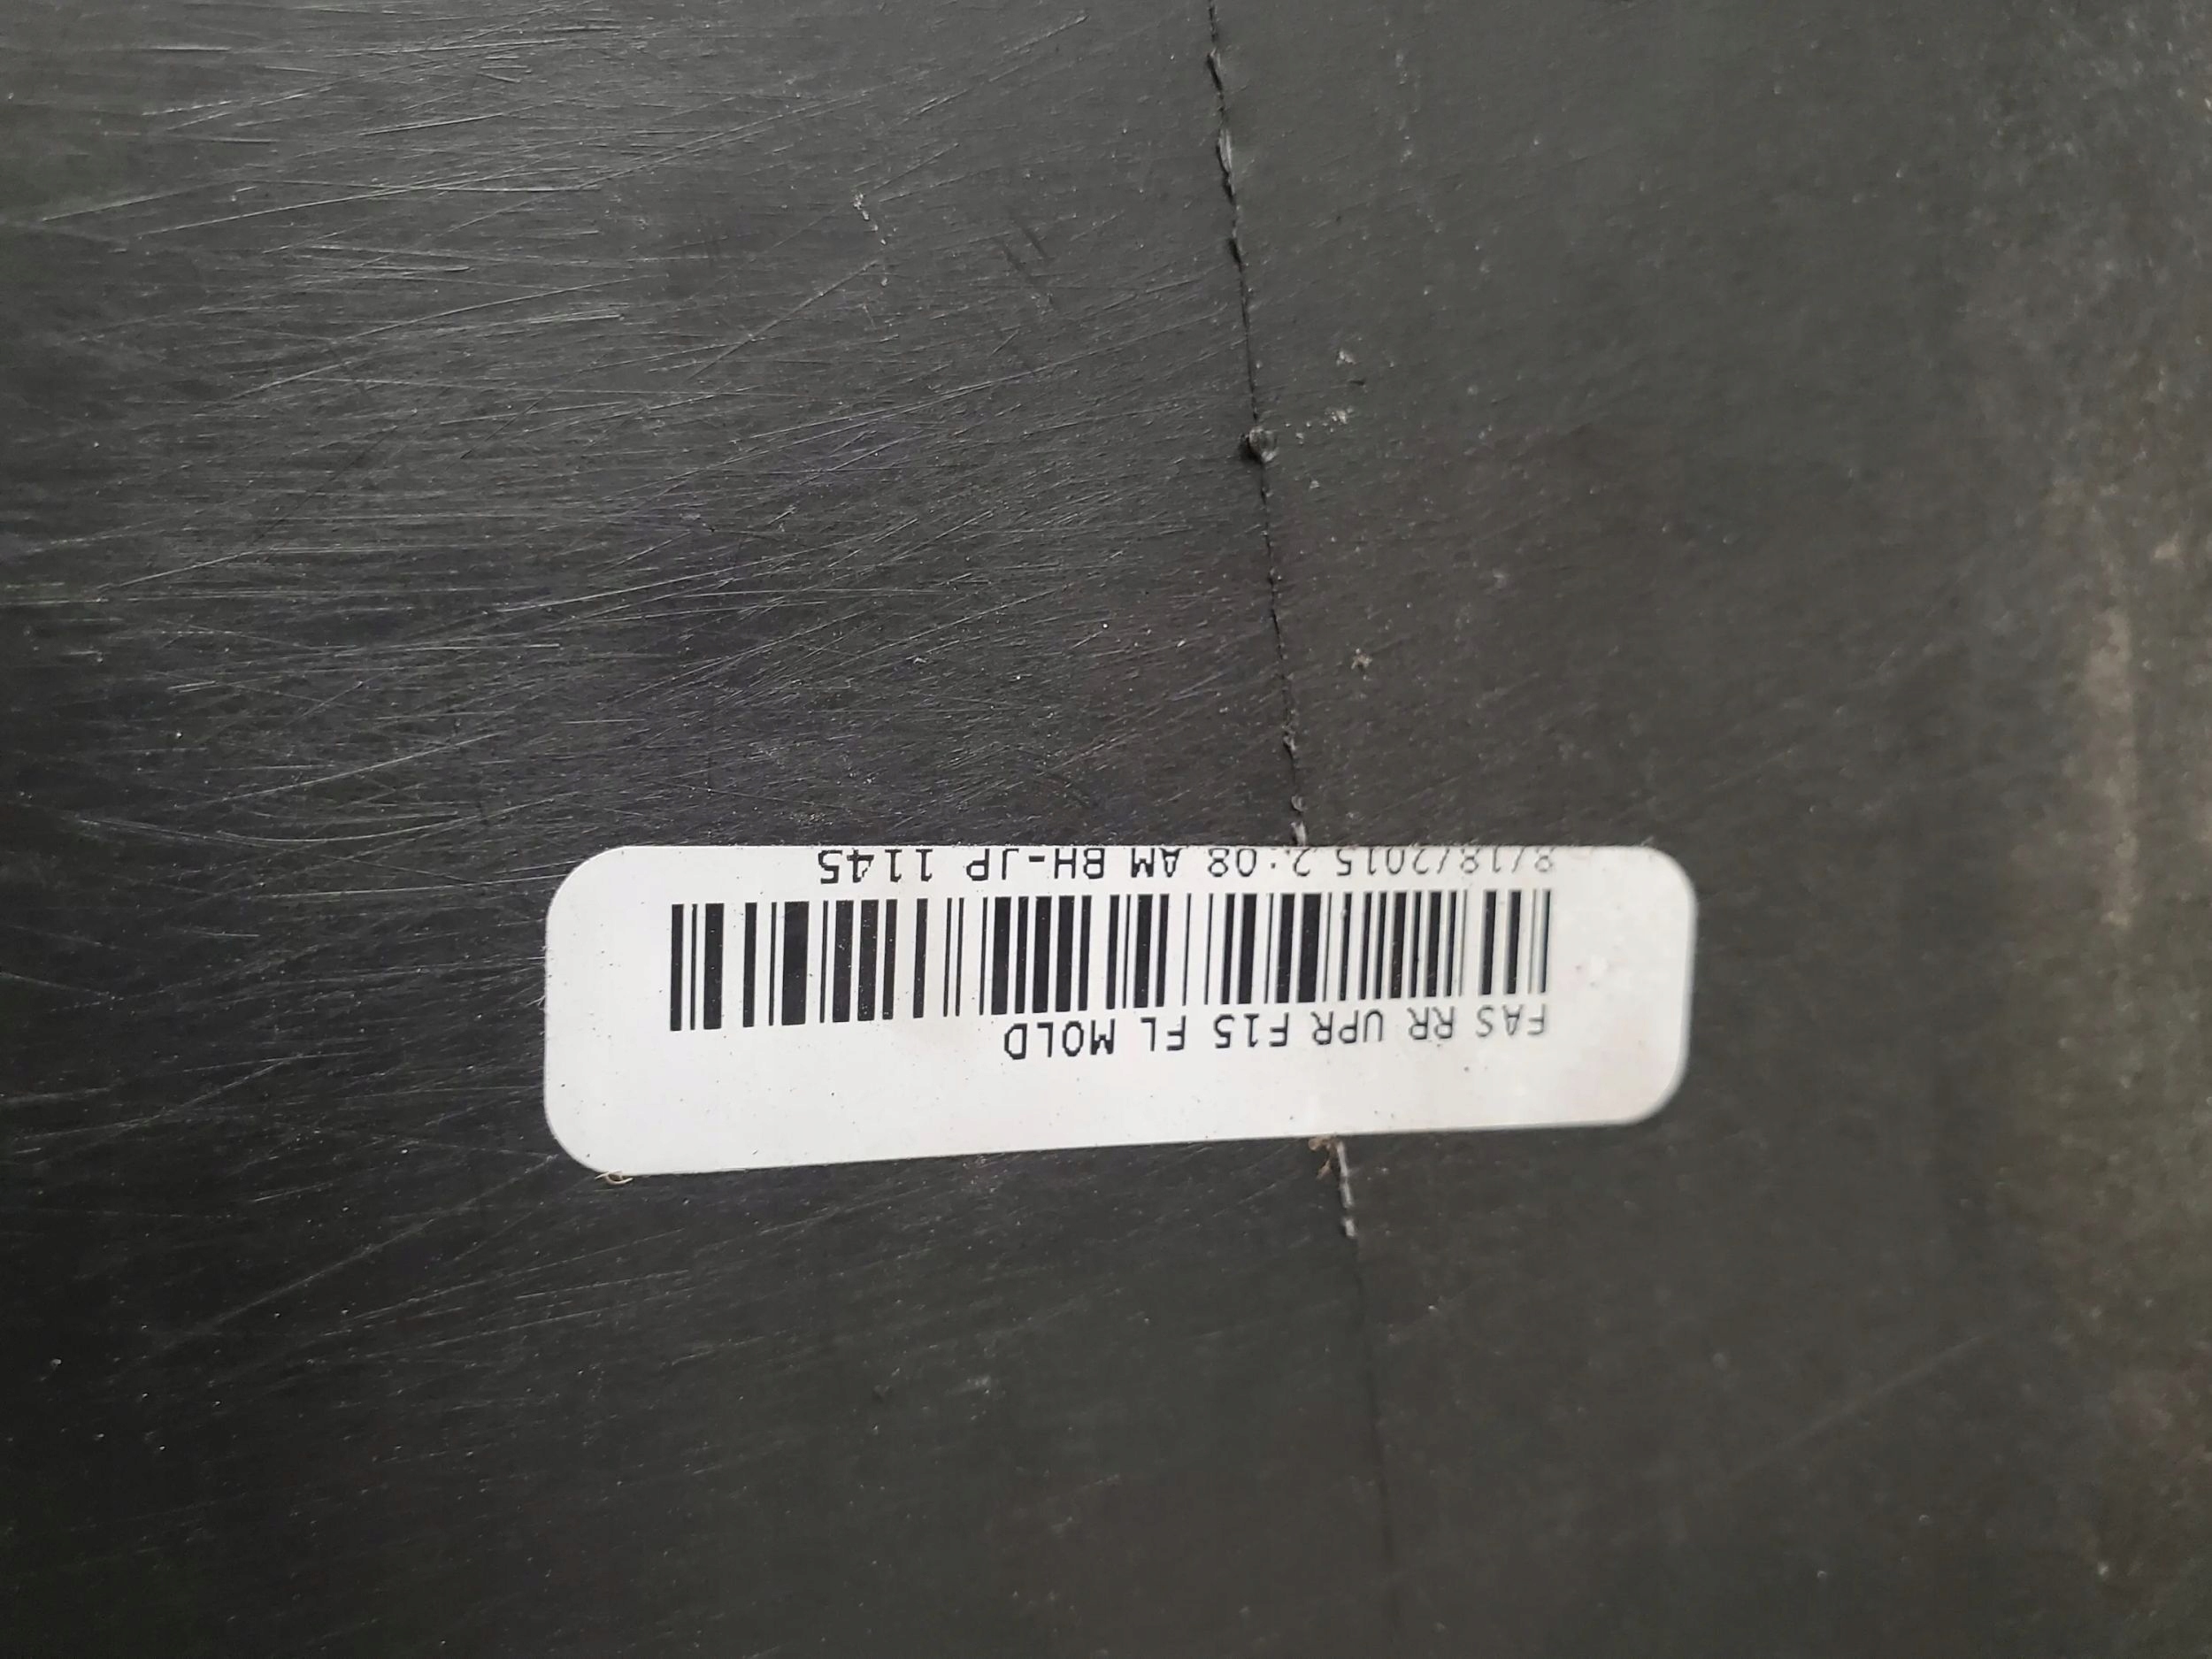 FAS RR UPR F15 FL MOLD
8/18/2015 2:08 AM BH-JP 1145